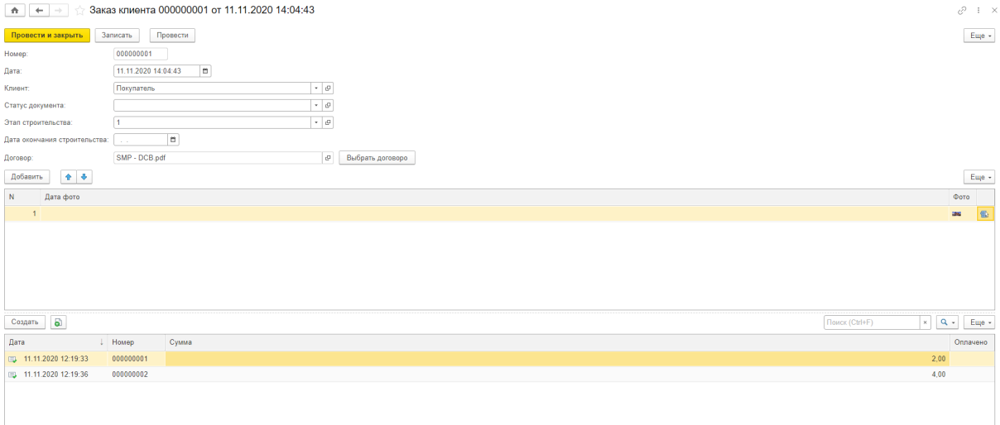 Заказ клиента 000000001 от 11.11.2020 14:04:43
Провести и закрыть Записать Провести Еще
Номер: 000000001
Дата: 11.11.2020 14:04:43
Клиент: Покупатель
Статус документа:
Этап строительства: 1
Дата окончания строительства: . .
Договор: SMP - DCB.pdf Выбрать договоро
Добавить Еще
N Дата фото Фото
1
Создать Поиск (Ctrl+F) × Еще
Дата ↓ Номер Сумма Оплачено
11.11.2020 12:19:33 000000001 2,00
11.11.2020 12:19:36 000000002 4,00